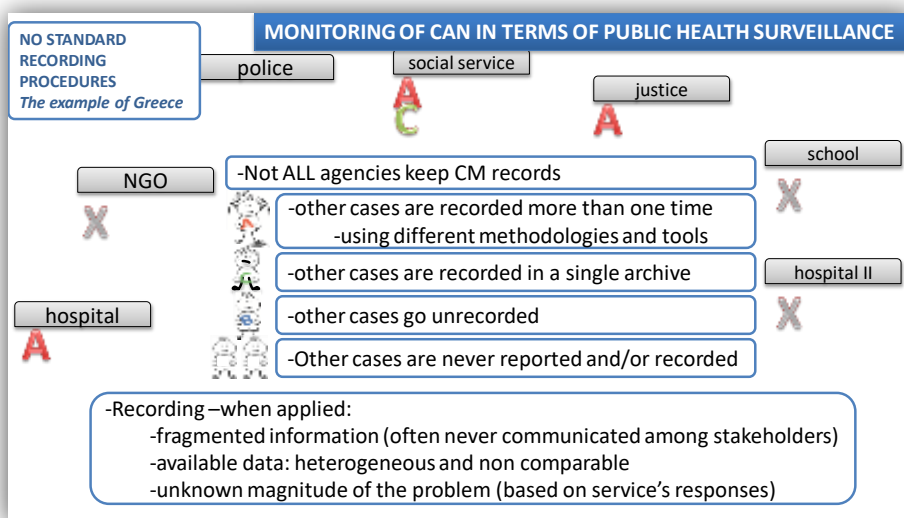 MONITORING OF CAN IN TERMS OF PUBLIC HEALTH SURVEILLANCE
NO STANDARD
RECORDING
PROCEDURES
The example of Greece
police
social service
A
C
justice
A
school
X
NGO
X
-Not ALL agencies keep CM records
-other cases are recorded more than one time
-using different methodologies and tools
-other cases are recorded in a single archive
hospital II
X
-other cases go unrecorded
hospital
A
-Other cases are never reported and/or recorded
-Recording –when applied:
-fragmented information (often never communicated among stakeholders)
-available data: heterogeneous and non comparable
-unknown magnitude of the problem (based on service's responses)